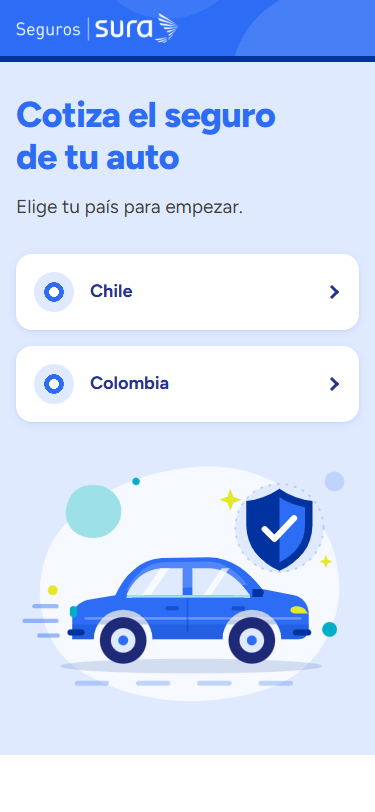 Seguros sura
Cotiza el seguro
de tu auto
Elige tu país para empezar.
Chile
Colombia